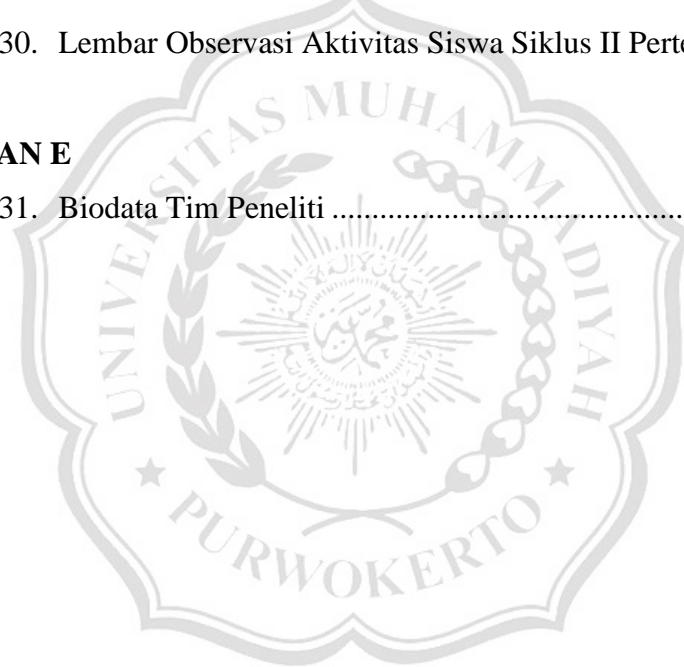 30. Lembar Observasi Aktivitas Siswa Siklus II Perte
AN E
31. Biodata Tim Peneliti ............................................
UNIVERSITAS MUHAMMADIYAH
PURWOKERTO